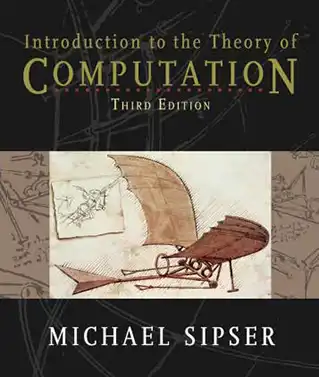 Introduction to the Theory of
COMPUTATION
THIRD EDITION
MICHAEL SIPSER